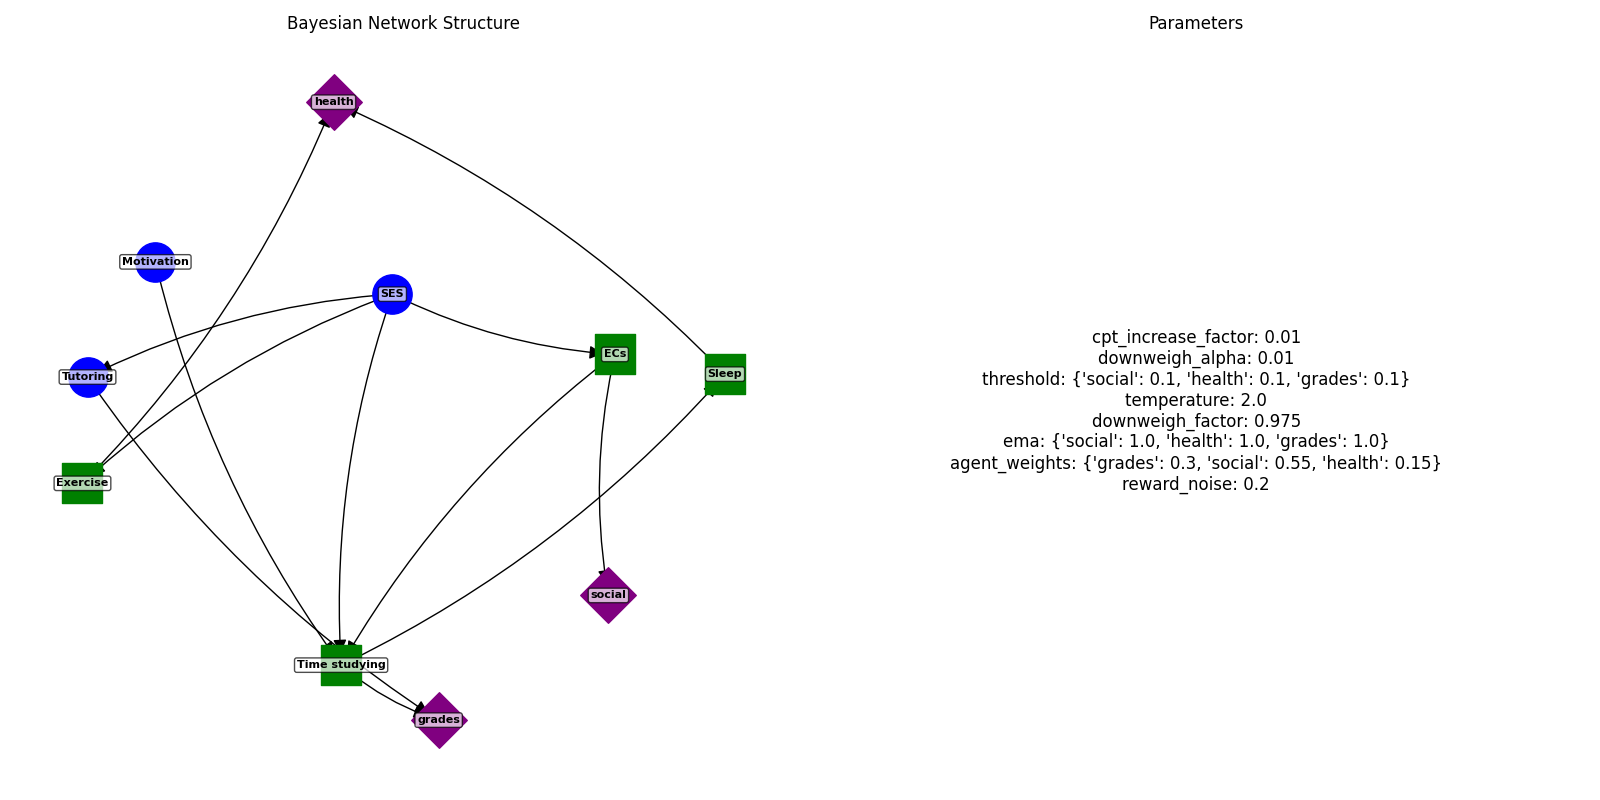 Bayesian Network Structure
Parameters
health
Motivation
SES
ECs
Sleep
Tutoring
Exercise
social
Time studying
grades
cpt_increase_factor: 0.01
downweigh_alpha: 0.01
threshold: {'social': 0.1, 'health': 0.1, 'grades': 0.1}
temperature: 2.0
downweigh_factor: 0.975
ema: {'social': 1.0, 'health': 1.0, 'grades': 1.0}
agent_weights: {'grades': 0.3, 'social': 0.55, 'health': 0.15}
reward_noise: 0.2